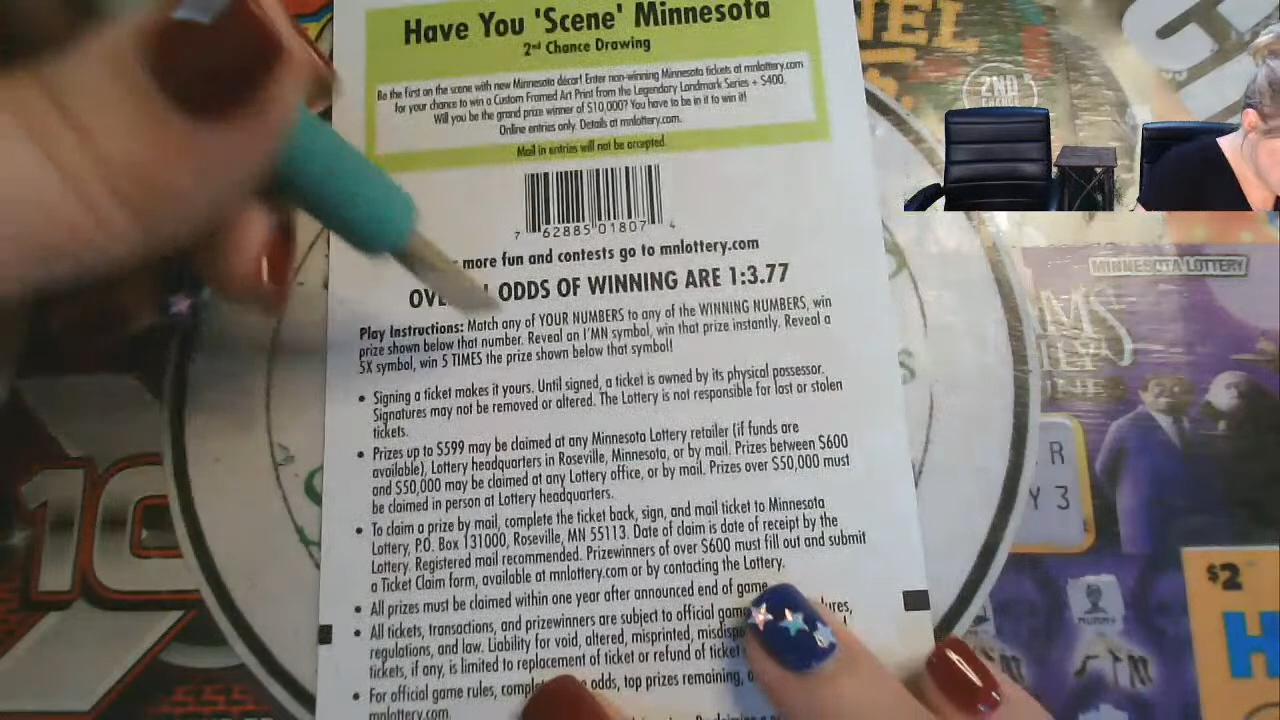 Have You 'Scene' Minnesota
2nd Chance Drawing
Be the first on the scene with new Minnesota décor! Enter non-winning Minnesota tickets at mnlottery.com
for your chance to win a Custom Framed Art Print from the Legendary Landmark Series + $400.
Will you be the grand prize winner of $10,000? You have to be in it to win it!
Online entries only. Details at mnlottery.com.
Mail in entries will not be accepted.
7 62885 01807 4
more fun and contests go to mnlottery.com
ODDS OF WINNING ARE 1:3.77
Play Instructions: Match any of YOUR NUMBERS to any of the WINNING NUMBERS, win
prize shown below that number. Reveal an I'MN symbol, win that prize instantly. Reveal a
5X symbol, win 5 TIMES the prize shown below that symbol!
• Signing a ticket makes it yours. Until signed, a ticket is owned by its physical possessor.
Signatures may not be removed or altered. The Lottery is not responsible for lost or stolen
tickets.
• Prizes up to $599 may be claimed at any Minnesota Lottery retailer (if funds are
available), Lottery headquarters in Roseville, Minnesota, or by mail. Prizes between $600
and $50,000 may be claimed at any Lottery office, or by mail. Prizes over $50,000 must
be claimed in person at Lottery headquarters.
• To claim a prize by mail, complete the ticket back, sign, and mail ticket to Minnesota
Lottery, P.O. Box 131000, Roseville, MN 55113. Date of claim is date of receipt by the
Lottery. Registered mail recommended. Prizewinners of over $600 must fill out and submit
a Ticket Claim form, available at mnlottery.com or by contacting the Lottery.
• All prizes must be claimed within one year after announced end of game.
• All tickets, transactions, and prizewinners are subject to official game
regulations, and law. Liability for void, altered, misprinted,
tickets, if any, is limited to replacement of ticket or refund of ticket
• For official game rules, odds, top prizes remaining,
mnlottery.com.
2ND
MINNESOTA LOTTERY
R
Y 3
MUMMY
$2
H
10